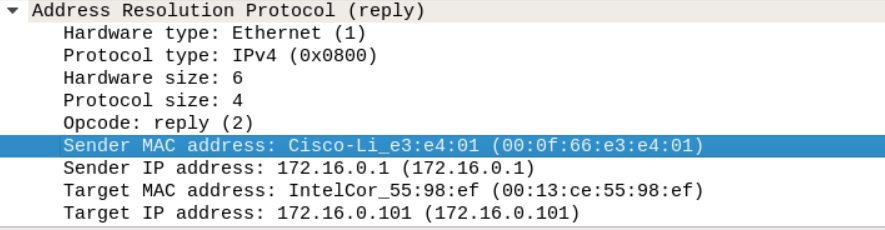 Address Resolution Protocol (reply)
Hardware type: Ethernet (1)
Protocol type: IPv4 (0x0800)
Hardware size: 6
Protocol size: 4
Opcode: reply (2)
Sender MAC address: Cisco-Li_e3:e4:01 (00:0f:66:e3:e4:01)
Sender IP address: 172.16.0.1 (172.16.0.1)
Target MAC address: IntelCor_55:98:ef (00:13:ce:55:98:ef)
Target IP address: 172.16.0.101 (172.16.0.101)